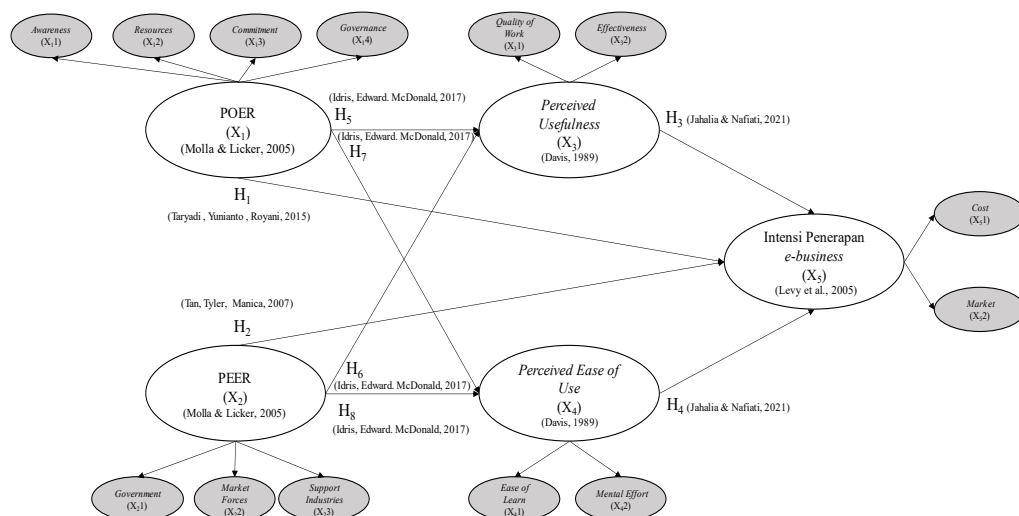 Awareness
(X₁1)
Resources
(X₁2)
Commitment
(X₁3)
Governance
(X₁4)
Quality of
Work
(X₃1)
Effectiveness
(X₃2)
POER
(X₁)
(Molla & Licker, 2005)
(Idris, Edward. McDonald, 2017)
H₅
(Idris, Edward. McDonald, 2017)
H₇
Perceived
Usefulness
(X₃)
(Davis, 1989)
H₃ (Jahalia & Nafiati, 2021)
H₁
(Taryadi , Yunianto , Royani, 2015)
Intensi Penerapan
e-business
(X₅)
(Levy et al., 2005)
Cost
(X₅1)
Market
(X₅2)
(Tan, Tyler, Manica, 2007)
H₂
PEER
(X₂)
(Molla & Licker, 2005)
H₆
(Idris, Edward. McDonald, 2017)
H₈
(Idris, Edward. McDonald, 2017)
Perceived Ease of
Use
(X₄)
(Davis, 1989)
H₄ (Jahalia & Nafiati, 2021)
Government
(X₂1)
Market
Forces
(X₂2)
Support
Industries
(X₂3)
Ease of
Learn
(X₄1)
Mental Effort
(X₄2)